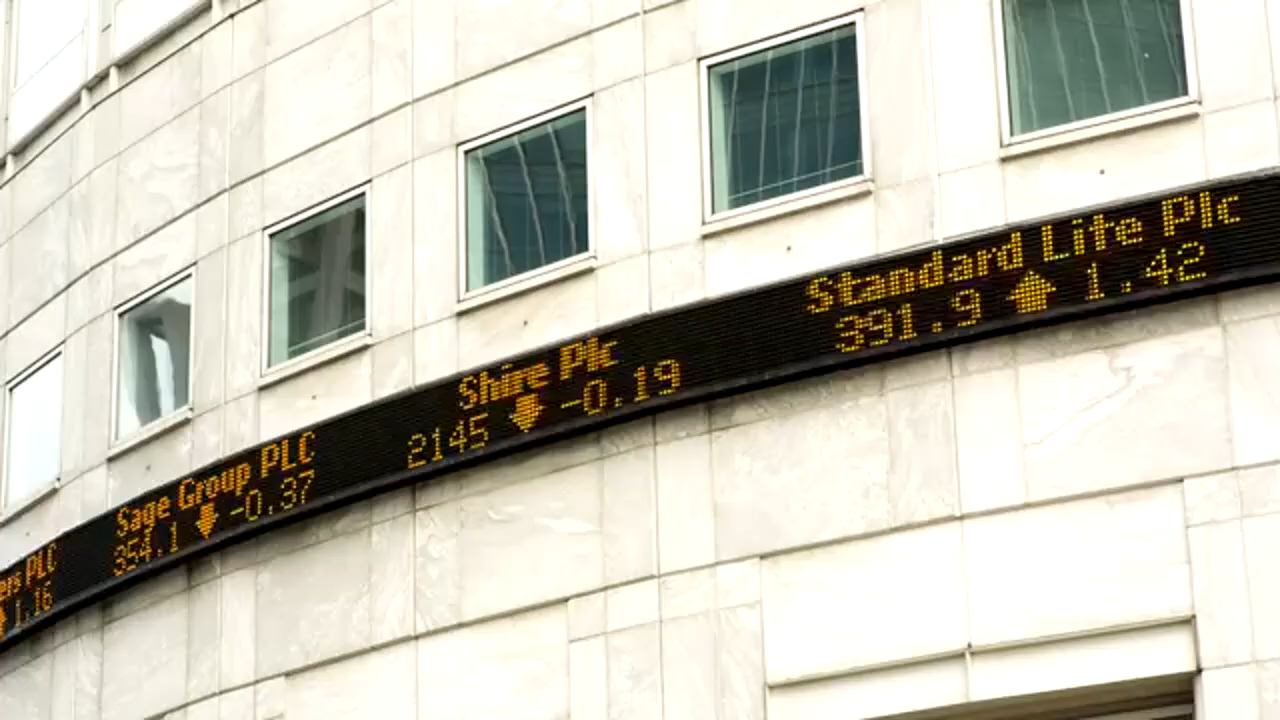 ers PLC
1.16
Sage Group PLC
354.1 ⬇ -0.37
Shire Plc
2145 ⬇ -0.19
Standard Life Plc
391.9 ⬆ 1.42